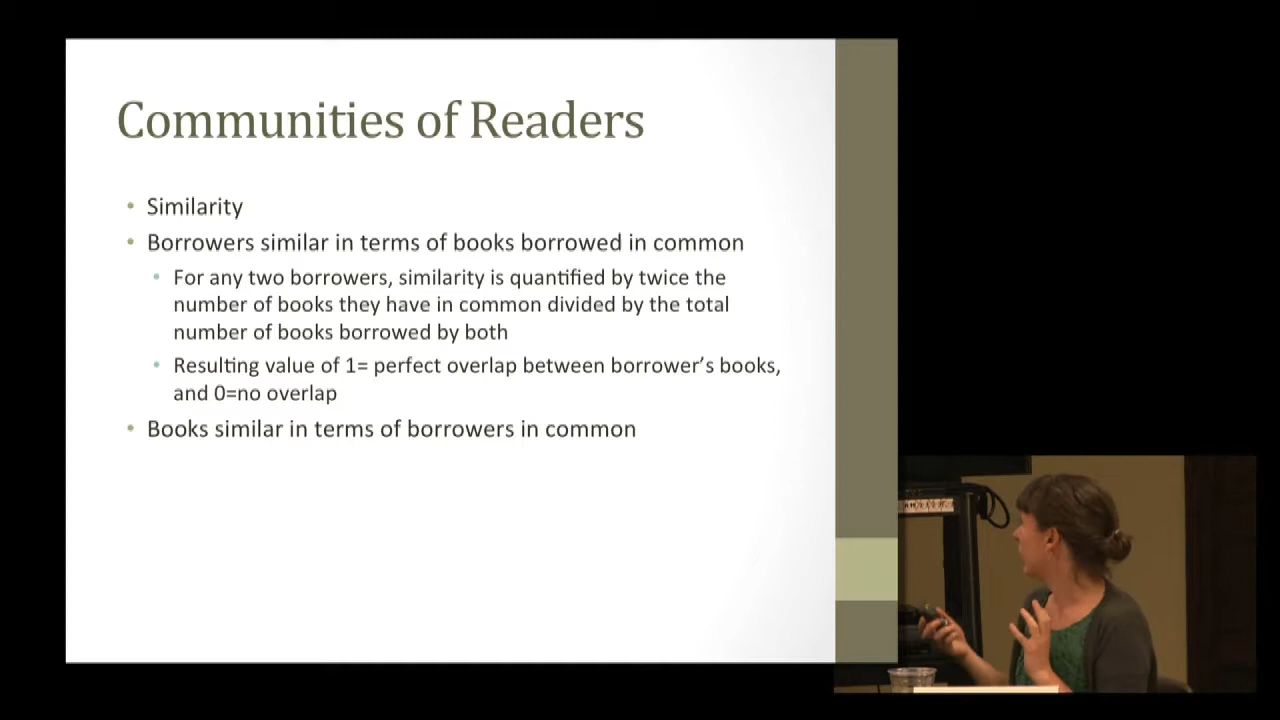 Communities of Readers
• Similarity
• Borrowers similar in terms of books borrowed in common
• For any two borrowers, similarity is quantified by twice the
number of books they have in common divided by the total
number of books borrowed by both
• Resulting value of 1= perfect overlap between borrower’s books,
and 0=no overlap
• Books similar in terms of borrowers in common